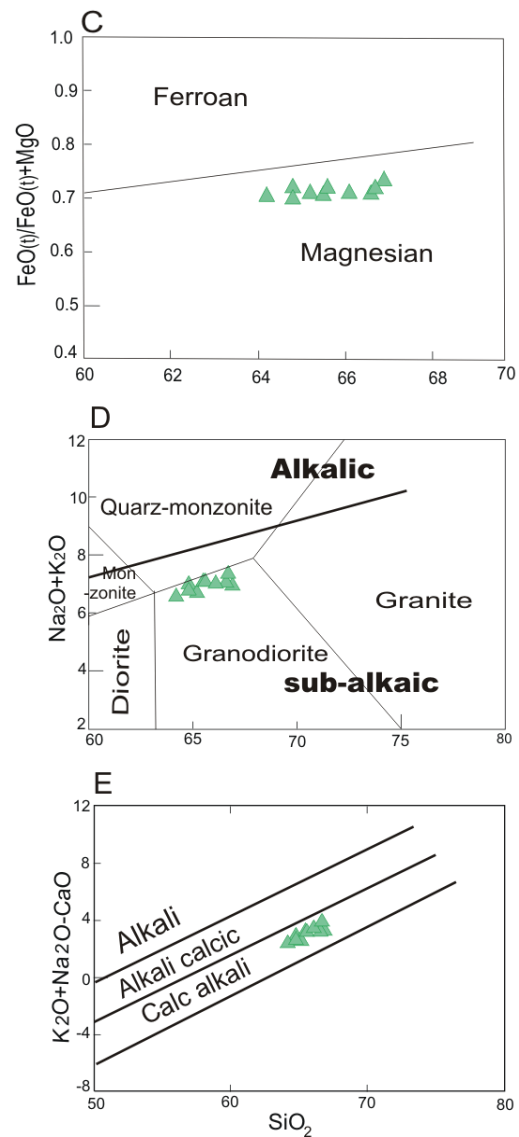 C
1.0
0.9
0.8
0.7
0.6
0.5
0.4
FeO(t)/FeO(t)+MgO
Ferroan
Magnesian
60 62 64 66 68 70
D
12
10
8
6
4
2
Na2O+K2O
Alkalic
Quarz-monzonite
Mon
-zonite
Granite
Diorite
Granodiorite
sub-alkaic
60 65 70 75 80
E
12
8
4
0
-4
-8
K2O+Na2O-CaO
Alkali
Alkali calcic
Calc alkali
50 60 70 80
SiO2